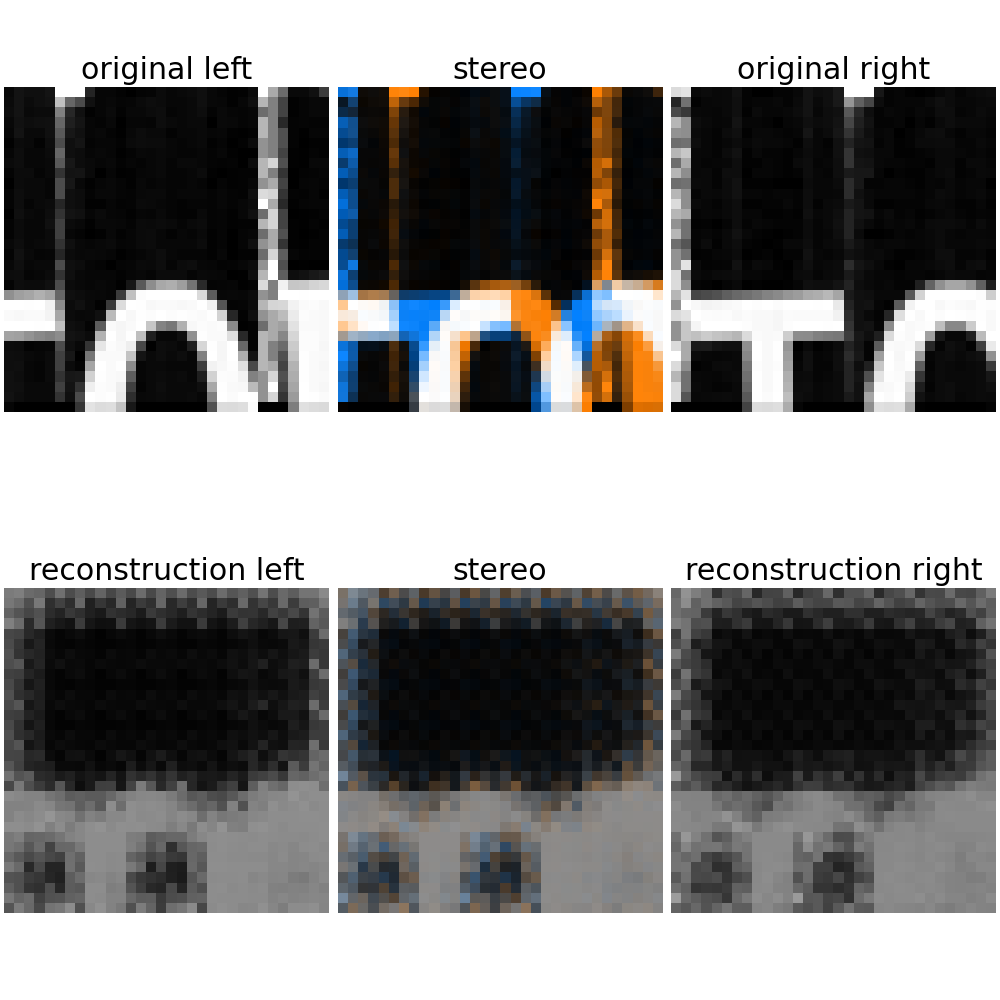 original left
stereo
original right
reconstruction left
stereo
reconstruction right